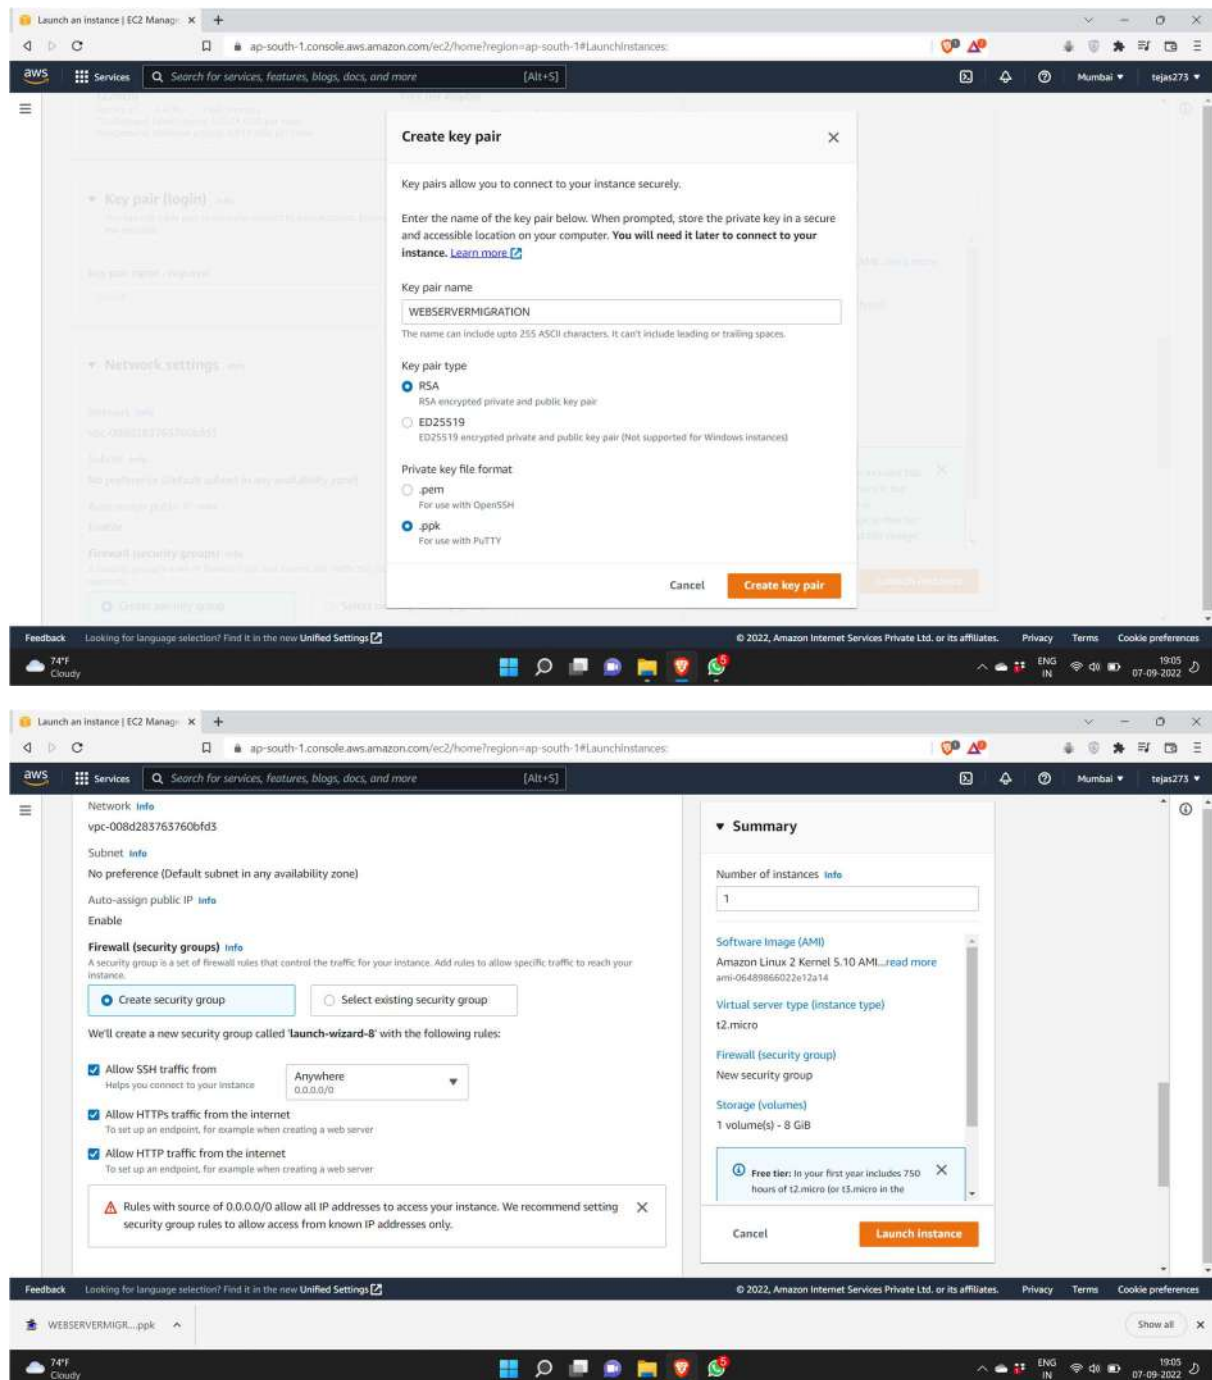 Launch an instance | EC2 Manag
ap-south-1.console.aws.amazon.com/ec2/home?region=ap-south-1#LaunchInstances:
aws
Services
Search for services, features, blogs, docs, and more
[Alt+S]
Mumbai
tejas273
Create key pair
Key pairs allow you to connect to your instance securely.
Enter the name of the key pair below. When prompted, store the private key in a secure
and accessible location on your computer. You will need it later to connect to your
instance. Learn more
Key pair name
WEBSERVERMIGRATION
The name can include upto 255 ASCII characters. It can't include leading or trailing spaces.
Key pair type
RSA
RSA encrypted private and public key pair
ED25519
ED25519 encrypted private and public key pair (Not supported for Windows instances)
Private key file format
.pem
For use with OpenSSH
.ppk
For use with PuTTY
Cancel
Create key pair
Key pair (login)
Network settings
Feedback
Looking for language selection? Find it in the new Unified Settings
© 2022, Amazon Internet Services Private Ltd. or its affiliates.
Privacy
Terms
Cookie preferences
74°F
Cloudy
5
ENG
IN
19:05
07-09-2022
Launch an instance | EC2 Manag
ap-south-1.console.aws.amazon.com/ec2/home?region=ap-south-1#LaunchInstances:
aws
Services
Search for services, features, blogs, docs, and more
[Alt+S]
Mumbai
tejas273
Network Info
vpc-008d283763760bfd3
Subnet Info
No preference (Default subnet in any availability zone)
Auto-assign public IP Info
Enable
Firewall (security groups) Info
A security group is a set of firewall rules that control the traffic for your instance. Add rules to allow specific traffic to reach your
instance.
Create security group
Select existing security group
We'll create a new security group called 'launch-wizard-8' with the following rules:
Allow SSH traffic from
Helps you connect to your instance
Anywhere
0.0.0.0/0
Allow HTTPs traffic from the internet
To set up an endpoint, for example when creating a web server
Allow HTTP traffic from the internet
To set up an endpoint, for example when creating a web server
Rules with source of 0.0.0.0/0 allow all IP addresses to access your instance. We recommend setting
security group rules to allow access from known IP addresses only.
Summary
Number of instances Info
1
Software Image (AMI)
Amazon Linux 2 Kernel 5.10 AMI...read more
ami-06489866022e12a14
Virtual server type (instance type)
t2.micro
Firewall (security group)
New security group
Storage (volumes)
1 volume(s) - 8 GiB
Free tier: In your first year includes 750
hours of t2.micro (or t3.micro in the
Cancel
Launch instance
Feedback
Looking for language selection? Find it in the new Unified Settings
© 2022, Amazon Internet Services Private Ltd. or its affiliates.
Privacy
Terms
Cookie preferences
WEBSERVERMIGR....ppk
Show all
74°F
Cloudy
5
ENG
IN
19:05
07-09-2022